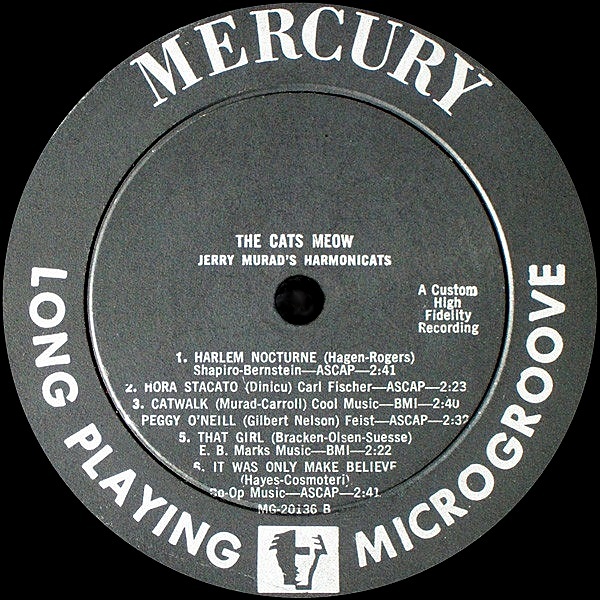 MERCURY
THE CATS MEOW
JERRY MURAD'S HARMONICATS
A Custom
High
Fidelity
Recording
1. HARLEM NOCTURNE (Hagen-Rogers)
Shapiro-Bernstein—ASCAP—2:41
2. HORA STACATO (Dinicu) Carl Fischer—ASCAP—2:23
3. CATWALK (Murad-Carroll) Cool Music—BMI—2:40
PEGGY O'NEILL (Gilbert Nelson) Feist—ASCAP—2:32
5. THAT GIRL (Bracken-Olsen-Suesse)
E. B. Marks Music—BMI—2:22
6. IT WAS ONLY MAKE BELIEVE
(Hayes-Cosmoteri)
Co-Op Music—ASCAP—2:41
MG-20136 B
LONG PLAYING MICROGROOVE